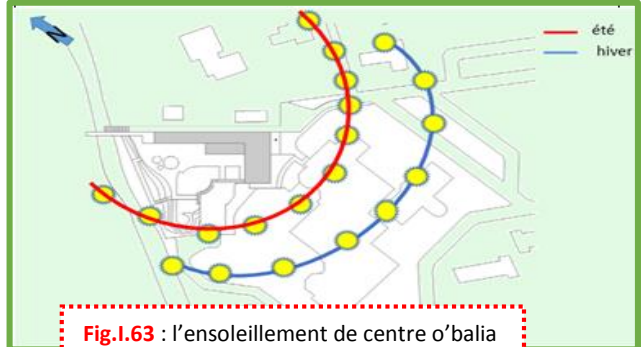 N
été
hiver
Fig.I.63 : l’ensoleillement de centre o’balia